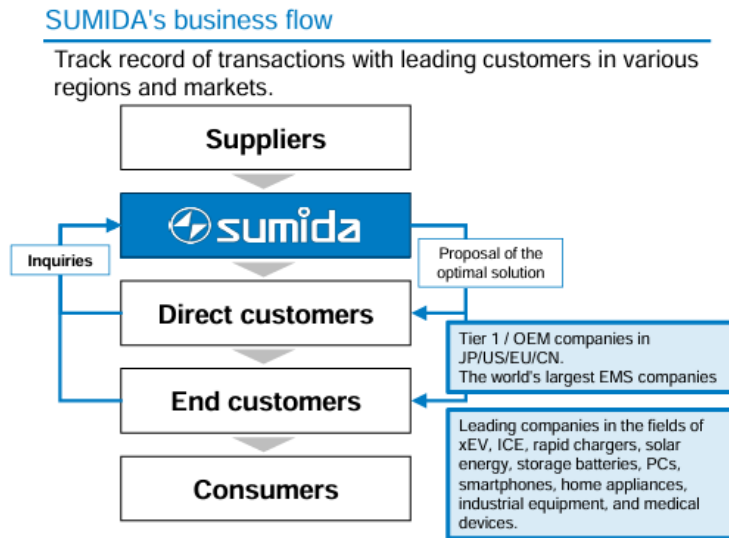 SUMIDA's business flow
Track record of transactions with leading customers in various
regions and markets.
Suppliers
sumida
Inquiries
Proposal of the
optimal solution
Direct customers
Tier 1 / OEM companies in
JP/US/EU/CN.
The world's largest EMS companies
End customers
Leading companies in the fields of
xEV, ICE, rapid chargers, solar
energy, storage batteries, PCs,
smartphones, home appliances,
industrial equipment, and medical
devices.
Consumers